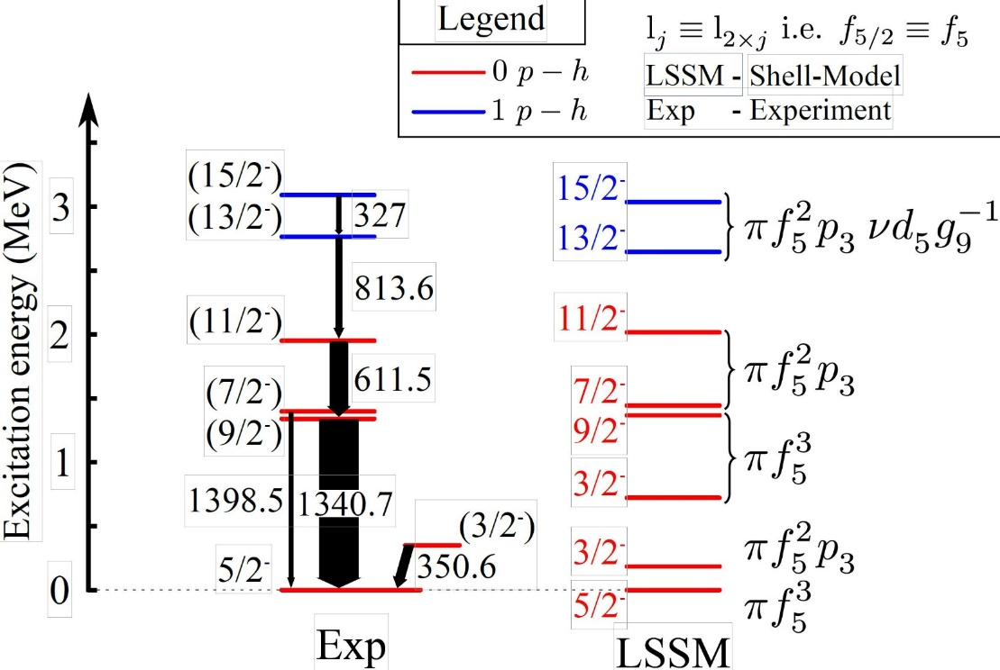 Legend
0 p − h
1 p − h
l_j ≡ l_{2×j} i.e. f_{5/2} ≡ f_5
LSSM - Shell-Model
Exp - Experiment
Excitation energy (MeV)
3
2
1
0
(15/2⁻)
327
(13/2⁻)
813.6
(11/2⁻)
611.5
(7/2⁻)
(9/2⁻)
1398.5
1340.7
(3/2⁻)
350.6
5/2⁻
Exp
15/2⁻
13/2⁻
πf_5^2 p_3 νd_5 g_9^{-1}
11/2⁻
7/2⁻
πf_5^2 p_3
9/2⁻
3/2⁻
πf_5^3
3/2⁻
πf_5^2 p_3
5/2⁻
πf_5^3
LSSM